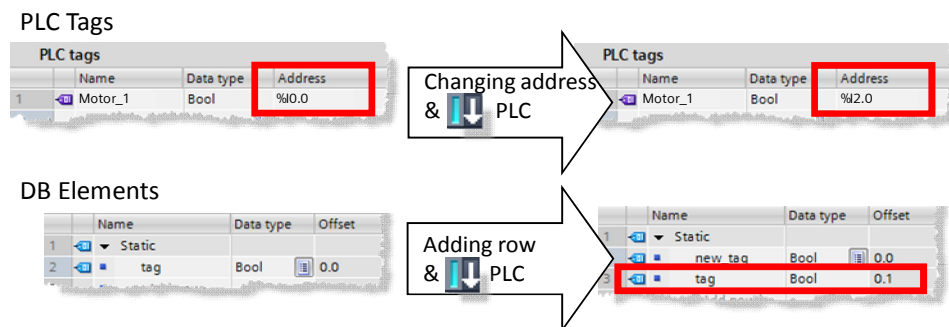 PLC Tags
PLC tags
Name Data type Address
1 Motor_1 Bool %I0.0
Changing address
& PLC
PLC tags
Name Data type Address
Motor_1 Bool %I2.0
DB Elements
Name Data type Offset
1 Static
2 tag Bool 0.0
Adding row
& PLC
Name Data type Offset
1 Static
new_tag Bool 0.0
3 tag Bool 0.1